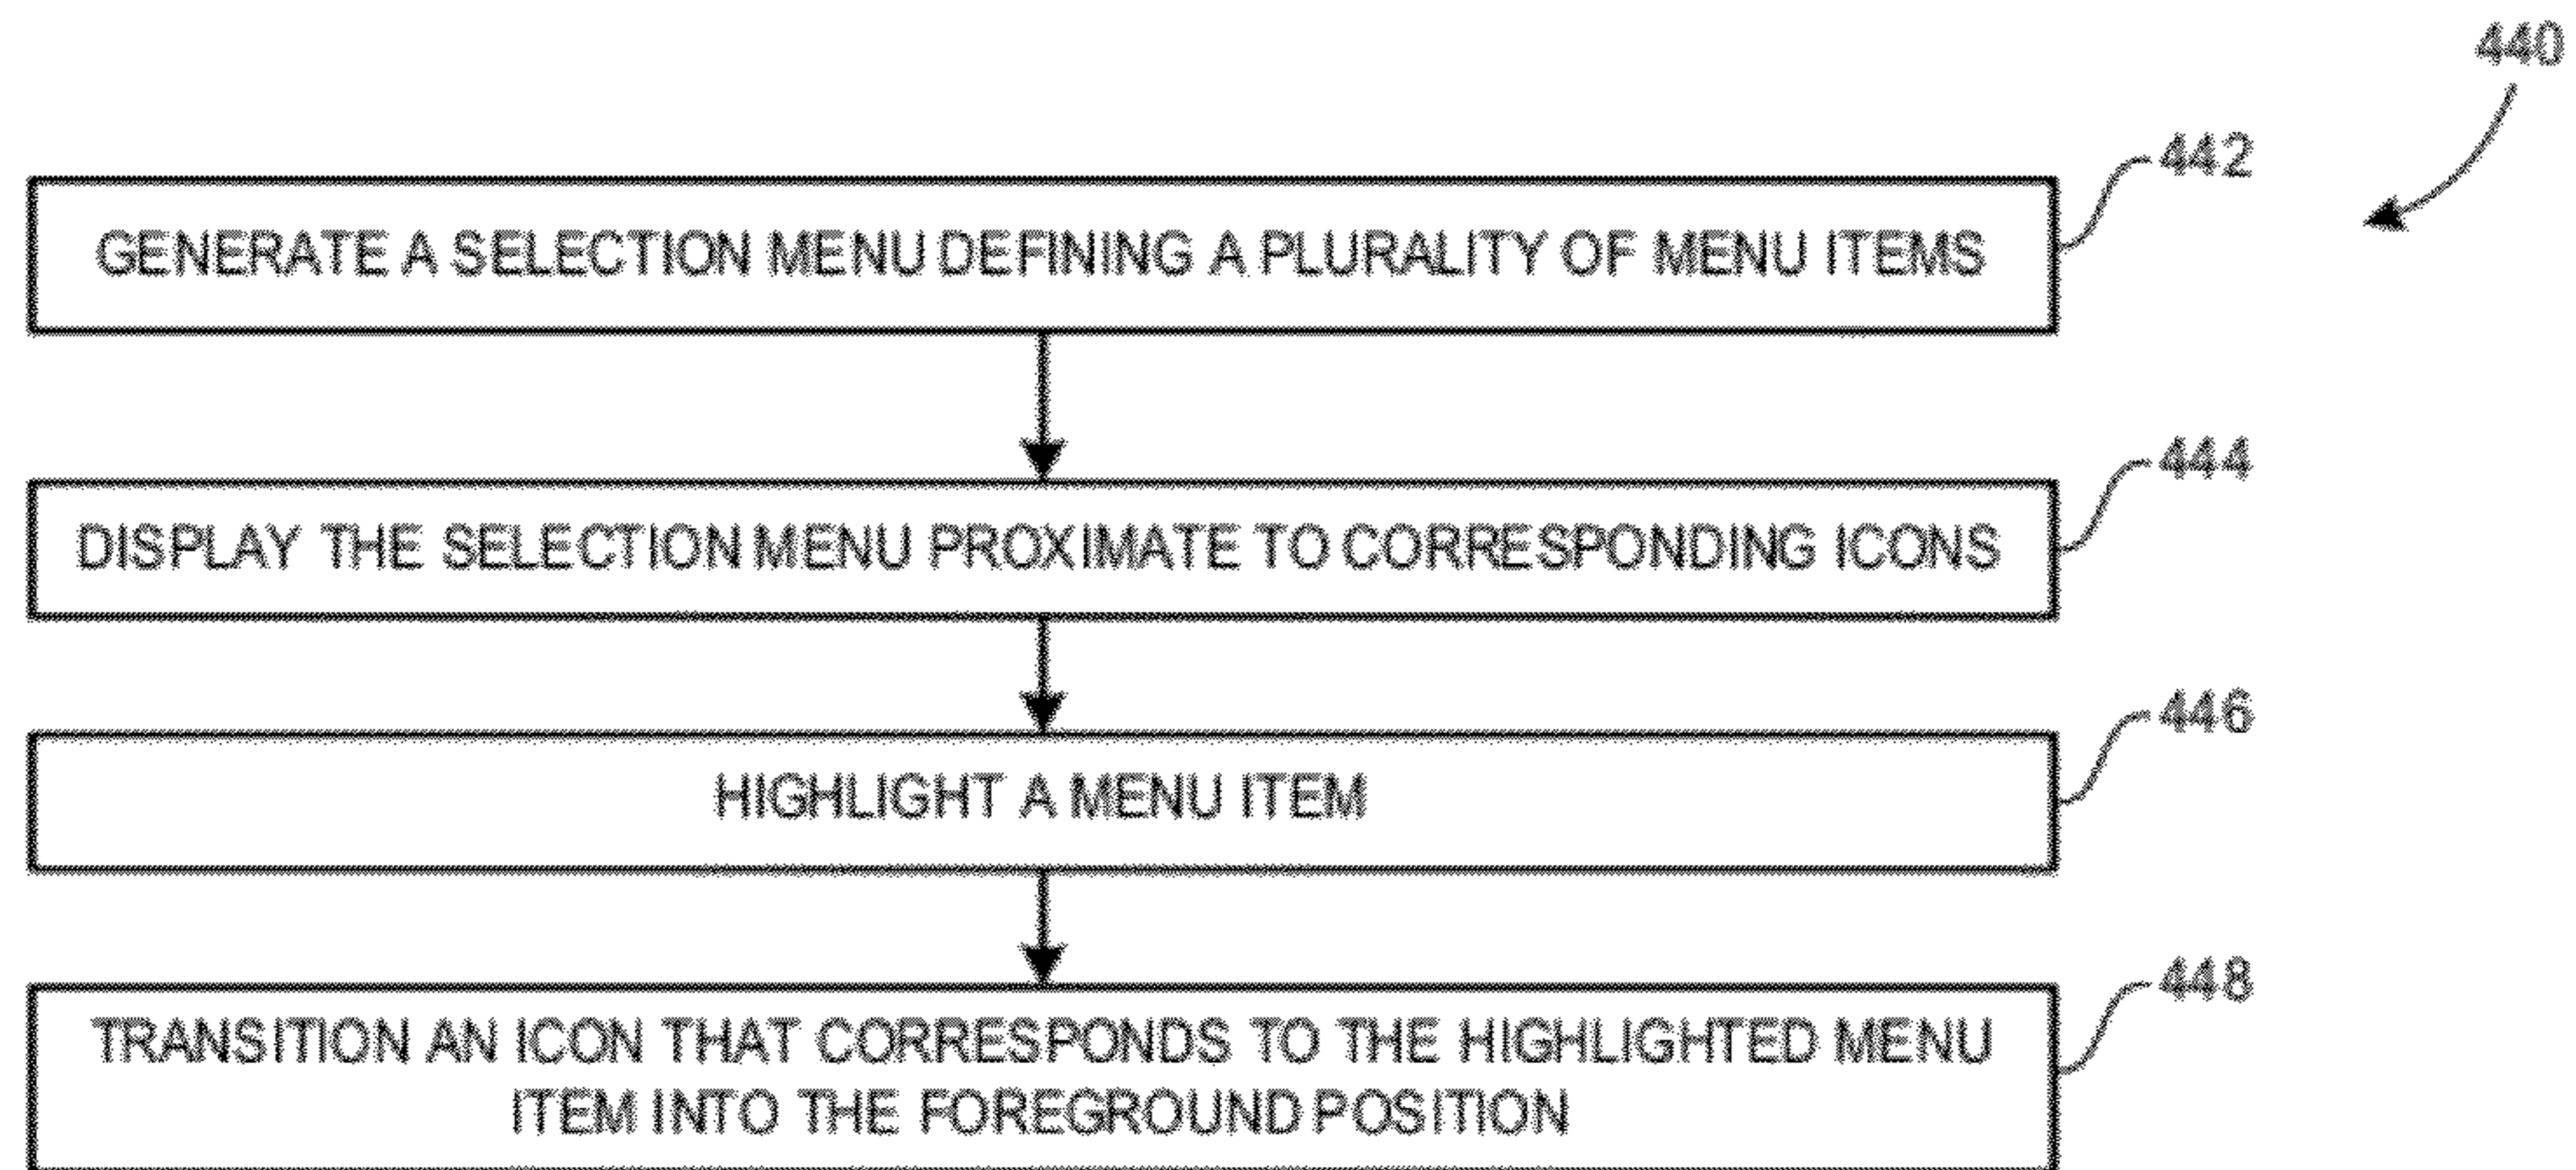 440
442
GENERATE A SELECTION MENU DEFINING A PLURALITY OF MENU ITEMS
444
DISPLAY THE SELECTION MENU PROXIMATE TO CORRESPONDING ICONS
446
HIGHLIGHT A MENU ITEM
448
TRANSITION AN ICON THAT CORRESPONDS TO THE HIGHLIGHTED MENU
ITEM INTO THE FOREGROUND POSITION